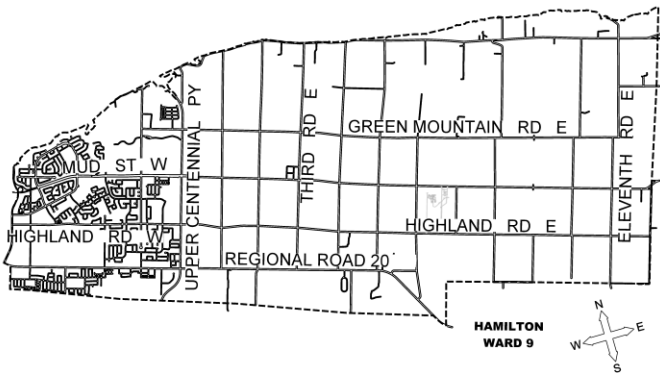 GREEN MOUNTAIN RD E
MUD ST W
UPPER CENTENNIAL PY
THIRD RD E
ELEVENTH RD E
HIGHLAND RD E
HIGHLAND RD W
REGIONAL ROAD 20
HAMILTON
WARD 9
N
W
E
S